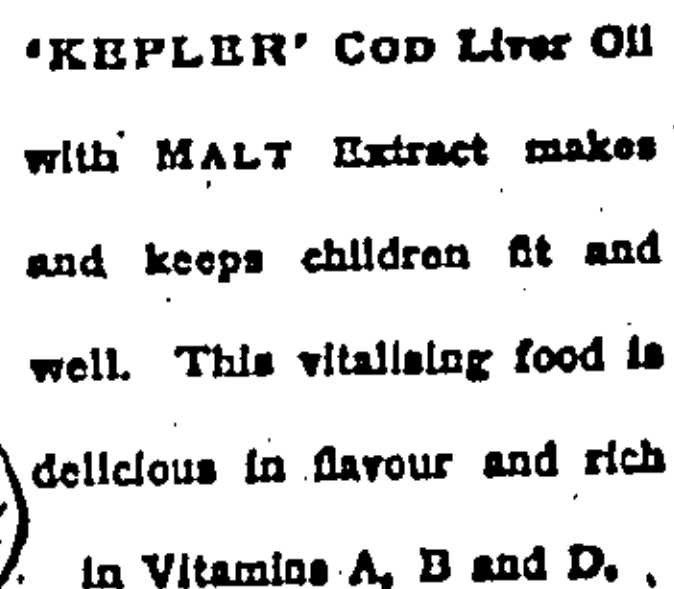 'KEPLER' COD Liver Oil
with MALT Extract makes
and keeps children fit and
well. This vitalising food is
delicious in flavour and rich
in Vitamins A, B and D.